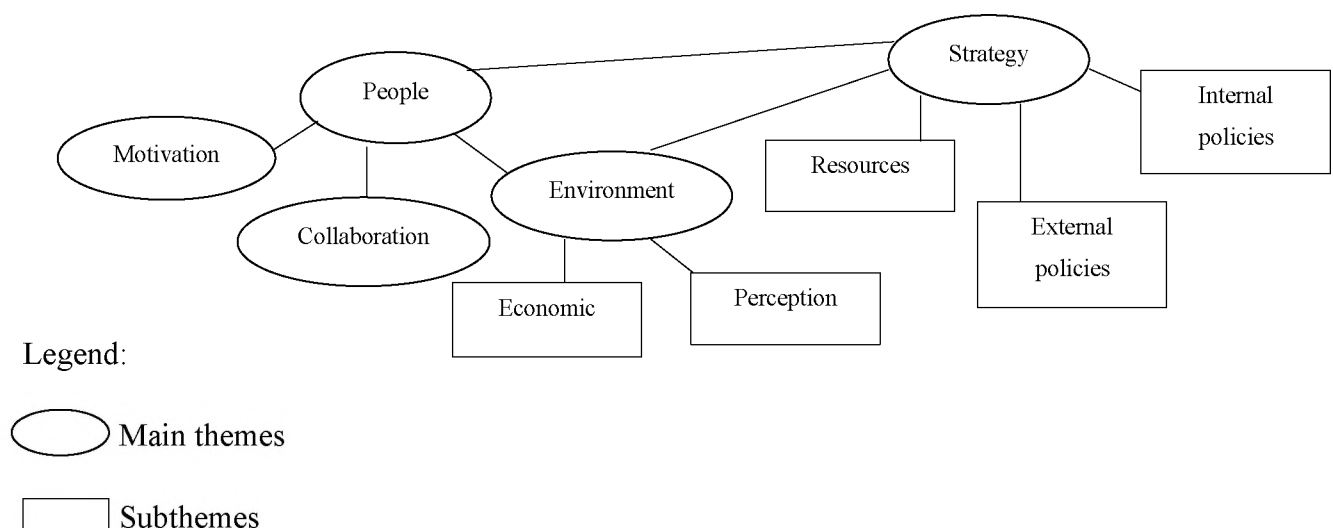 Strategy
People
Internal
policies
Motivation
Resources
Environment
Collaboration
External
policies
Economic
Perception
Legend:
Main themes
Subthemes